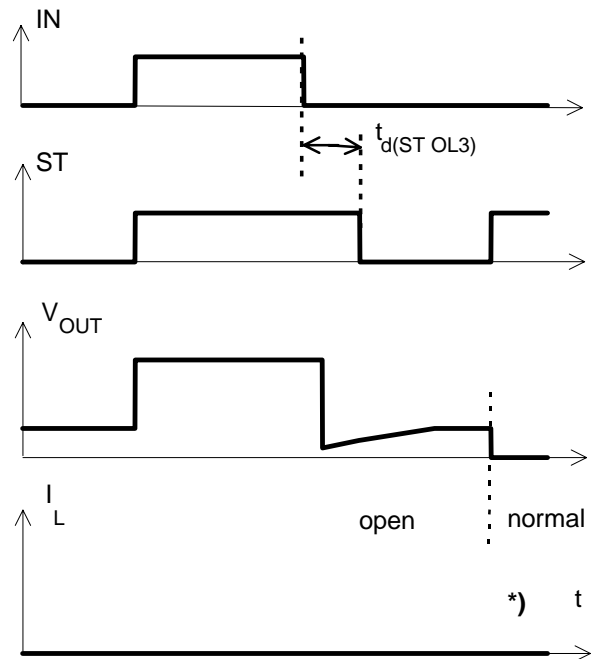 IN
t d(ST OL3)
ST
V OUT
I L
open normal
*) t